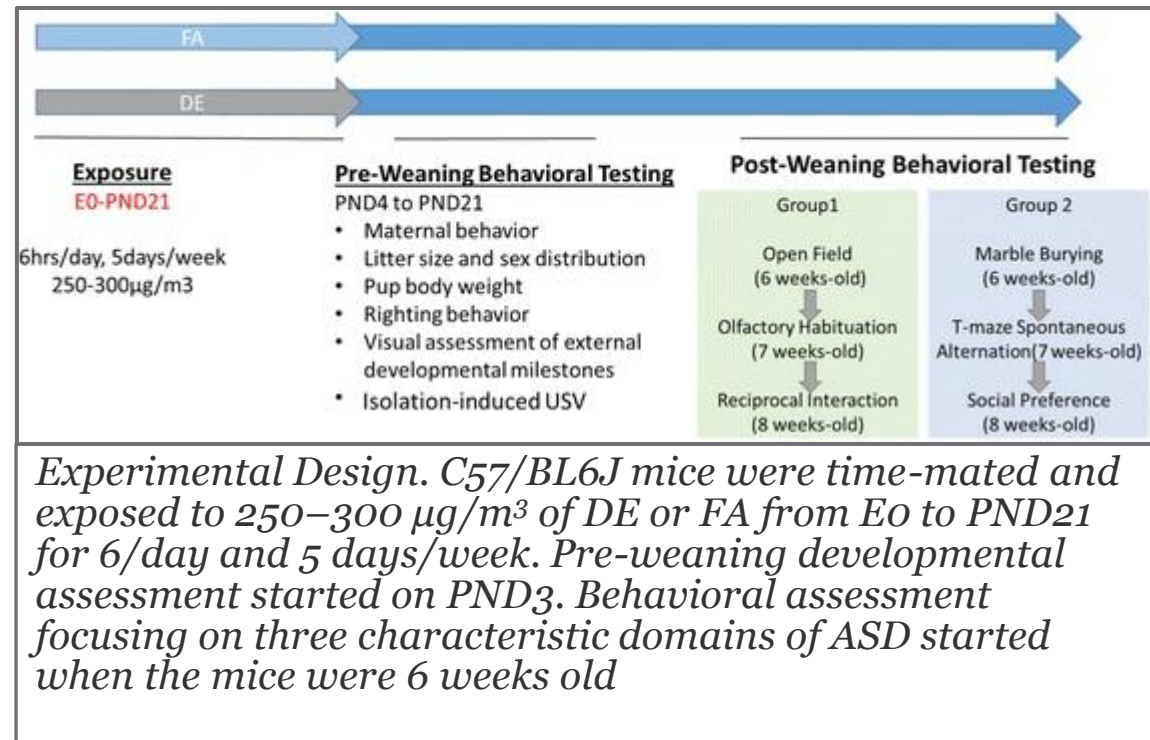 FA
DE
Exposure
E0-PND21
6hrs/day, 5days/week
250-300µg/m3
Pre-Weaning Behavioral Testing
PND4 to PND21
• Maternal behavior
• Litter size and sex distribution
• Pup body weight
• Righting behavior
• Visual assessment of external
developmental milestones
• Isolation-induced USV
Post-Weaning Behavioral Testing
Group1
Open Field
(6 weeks-old)
Olfactory Habituation
(7 weeks-old)
Reciprocal Interaction
(8 weeks-old)
Group 2
Marble Burying
(6 weeks-old)
T-maze Spontaneous
Alternation(7 weeks-old)
Social Preference
(8 weeks-old)
Experimental Design. C57/BL6J mice were time-mated and
exposed to 250–300 μg/m³ of DE or FA from E0 to PND21
for 6/day and 5 days/week. Pre-weaning developmental
assessment started on PND3. Behavioral assessment
focusing on three characteristic domains of ASD started
when the mice were 6 weeks old